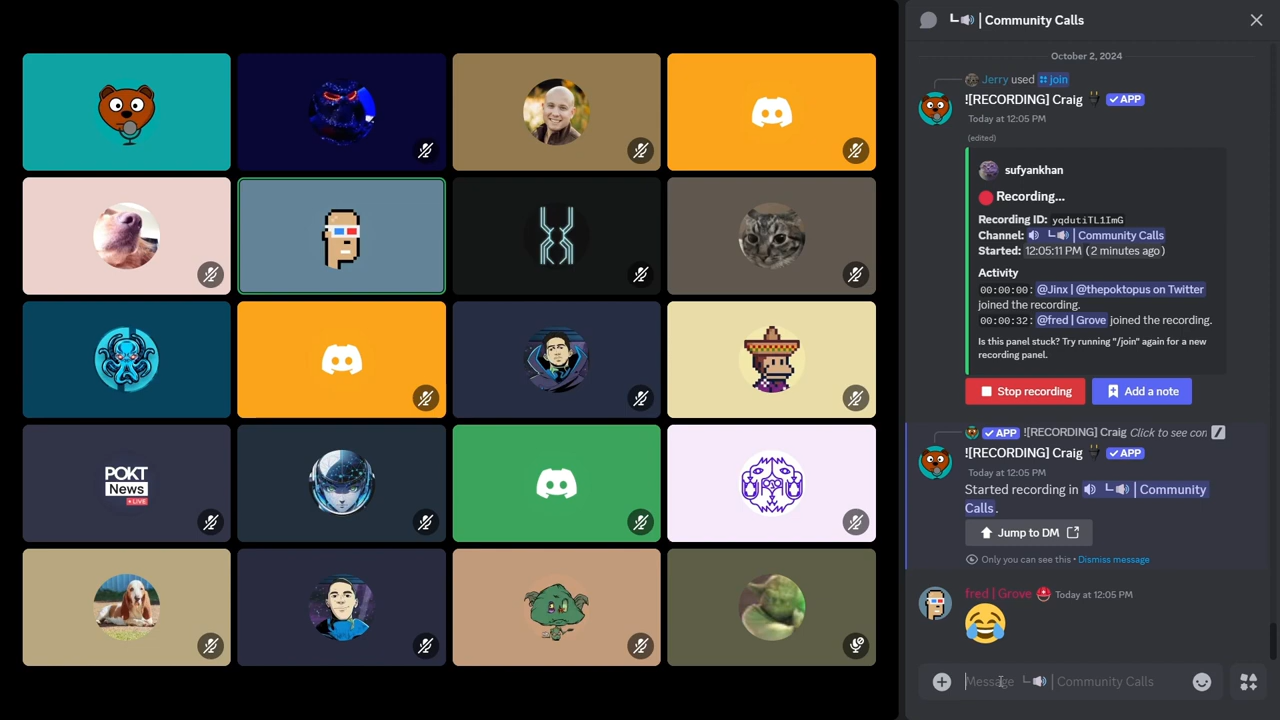 POKT
News
LIVE
| Community Calls
October 2, 2024
Jerry used join
![RECORDING] Craig APP
Today at 12:05 PM
(edited)
sufyankhan
Recording...
Recording ID: yqdutiTL1ImG
Channel: | Community Calls
Started: 12:05:11 PM (2 minutes ago)
Activity
00:00:00: @Jinx | @thepoktopus on Twitter
joined the recording.
00:00:32: @fred | Grove joined the recording.
Is this panel stuck? Try running "/join" again for a new
recording panel.
Stop recording Add a note
APP ![RECORDING] Craig Click to see con
![RECORDING] Craig APP
Today at 12:05 PM
Started recording in | Community
Calls .
Jump to DM
Only you can see this • Dismiss message
fred | Grove Today at 12:05 PM
Message | Community Calls